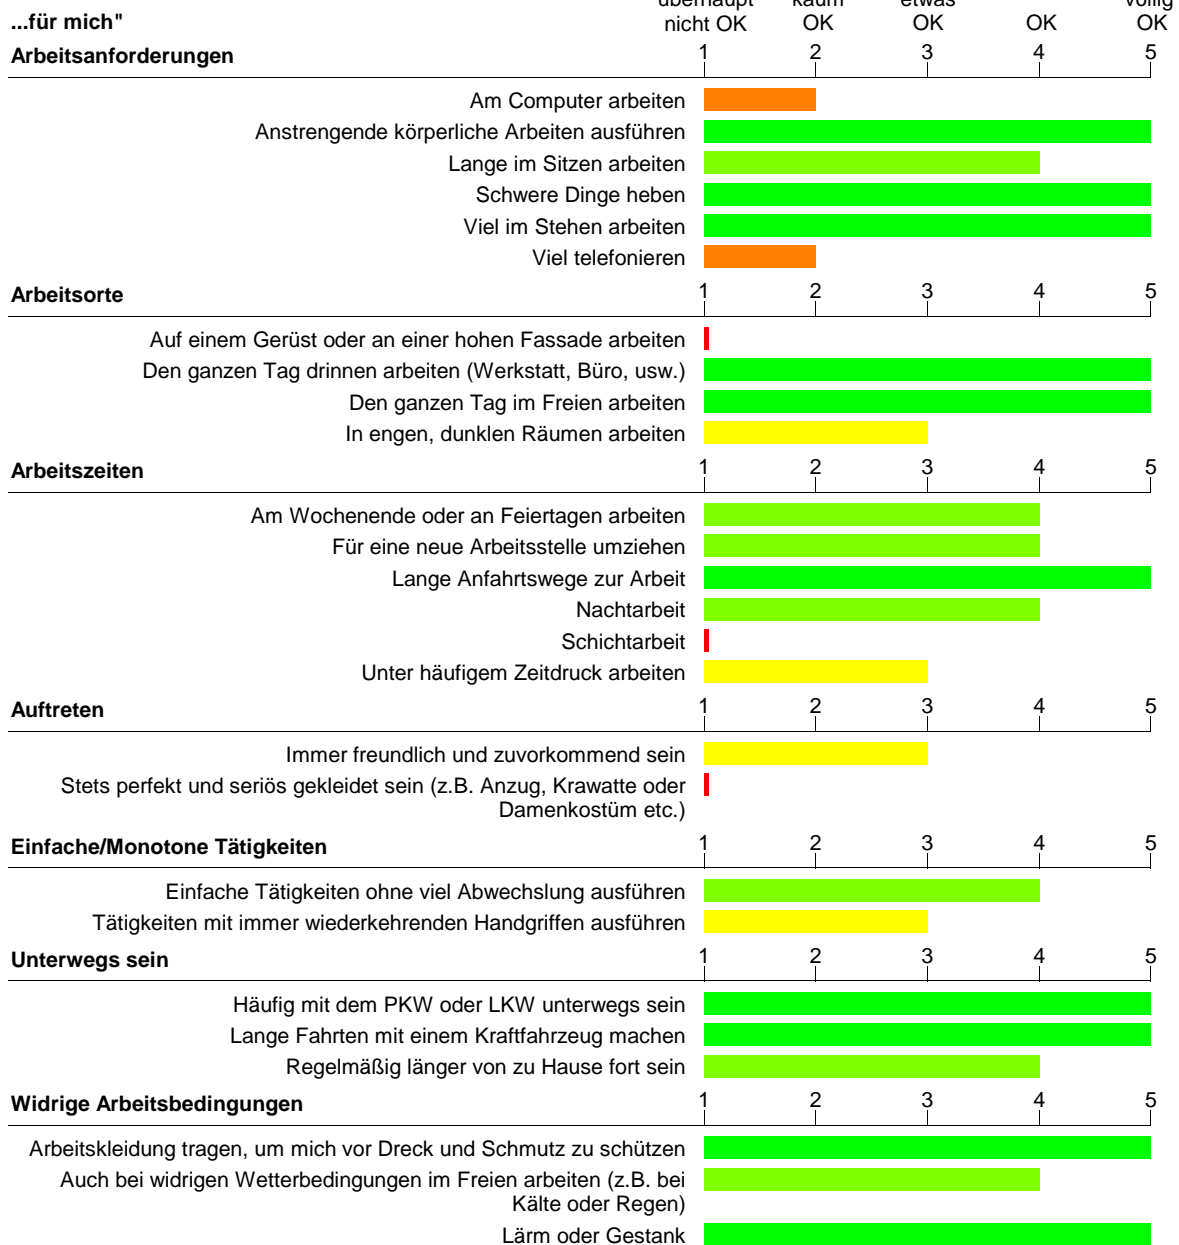 überhaupt kaum etwas völlig
...für mich" nicht OK OK OK OK OK
Arbeitsanforderungen 1 2 3 4 5
Am Computer arbeiten
Anstrengende körperliche Arbeiten ausführen
Lange im Sitzen arbeiten
Schwere Dinge heben
Viel im Stehen arbeiten
Viel telefonieren
Arbeitsorte 1 2 3 4 5
Auf einem Gerüst oder an einer hohen Fassade arbeiten
Den ganzen Tag drinnen arbeiten (Werkstatt, Büro, usw.)
Den ganzen Tag im Freien arbeiten
In engen, dunklen Räumen arbeiten
Arbeitszeiten 1 2 3 4 5
Am Wochenende oder an Feiertagen arbeiten
Für eine neue Arbeitsstelle umziehen
Lange Anfahrtswege zur Arbeit
Nachtarbeit
Schichtarbeit
Unter häufigem Zeitdruck arbeiten
Auftreten 1 2 3 4 5
Immer freundlich und zuvorkommend sein
Stets perfekt und seriös gekleidet sein (z.B. Anzug, Krawatte oder
Damenkostüm etc.)
Einfache/Monotone Tätigkeiten 1 2 3 4 5
Einfache Tätigkeiten ohne viel Abwechslung ausführen
Tätigkeiten mit immer wiederkehrenden Handgriffen ausführen
Unterwegs sein 1 2 3 4 5
Häufig mit dem PKW oder LKW unterwegs sein
Lange Fahrten mit einem Kraftfahrzeug machen
Regelmäßig länger von zu Hause fort sein
Widrige Arbeitsbedingungen 1 2 3 4 5
Arbeitskleidung tragen, um mich vor Dreck und Schmutz zu schützen
Auch bei widrigen Wetterbedingungen im Freien arbeiten (z.B. bei
Kälte oder Regen)
Lärm oder Gestank